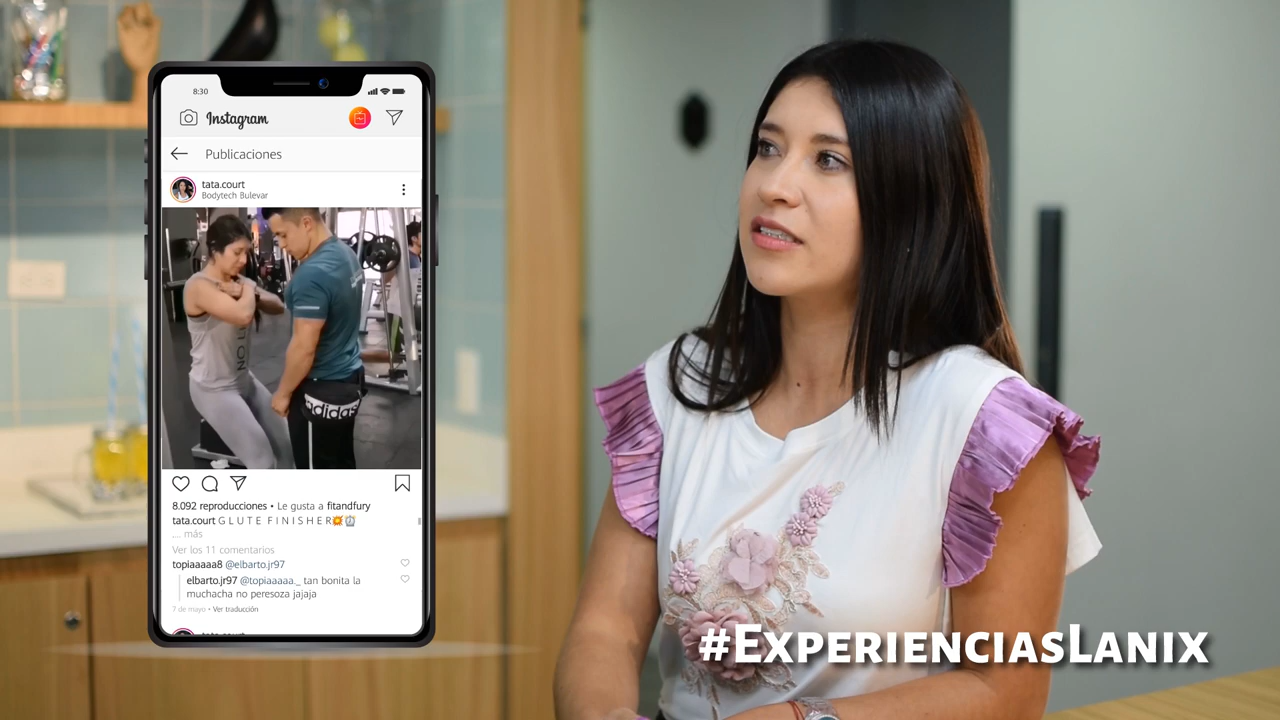 8:30
Instagram
Publicaciones
tata.court
Bodytech Bulevar
adidas
8.092 reproducciones • Le gusta a fitandfury
tata.court G L U T E F I N I S H E R💥⏱
... más
Ver los 11 comentarios
topiaaaaa8 @elbarto.jr97
elbarto.jr97 @topiaaaaa._ tan bonita la
muchacha no peresoza jajaja
7 de mayo • Ver traducción
#ExperienciasLanix